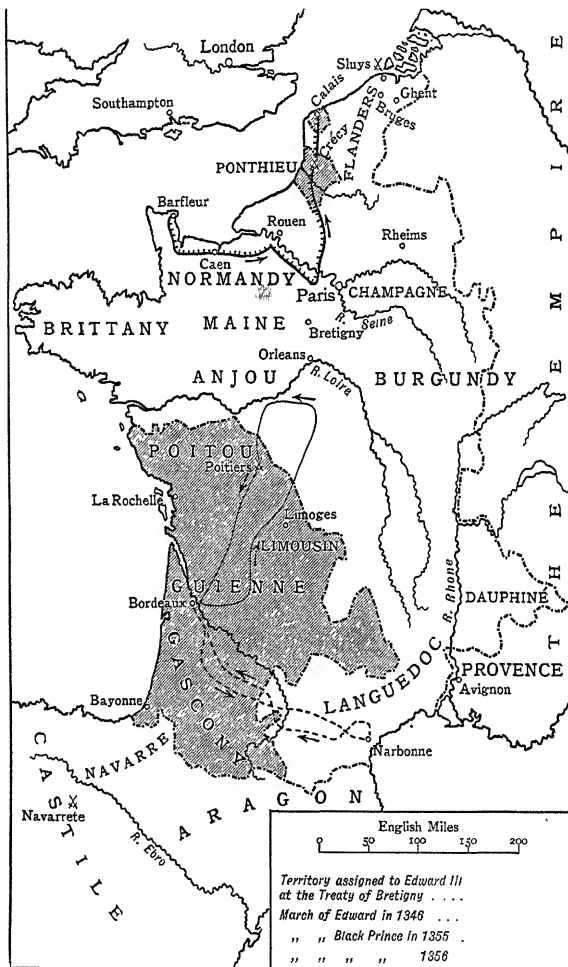 London
Southampton
Sluys
Calais
FLANDERS
Ghent
Bruges
Crécy
PONTHIEU
Barfleur
Caen
Rouen
Rheims
NORMANDY
Paris
CHAMPAGNE
R. Seine
BRITTANY
MAINE
Bretigny
Orleans
ANJOU
R. Loira
BURGUNDY
THE EMPIRE
POITOU
Poitiers
La Rochelle
Limoges
LIMOUSIN
GUIENNE
Bordeaux
GASCONY
R. Rhone
DAUPHINE
LANGUEDOC
PROVENCE
Avignon
Bayonne
Narbonne
NAVARRE
CASTILE
Navarrete
ARAGON
R. Ebro
English Miles
0 50 100 150 200
Territory assigned to Edward III
at the Treaty of Bretigny . . . .
March of Edward in 1346 . . .
„ „ Black Prince in 1355 .
„ „ „ „ 1356